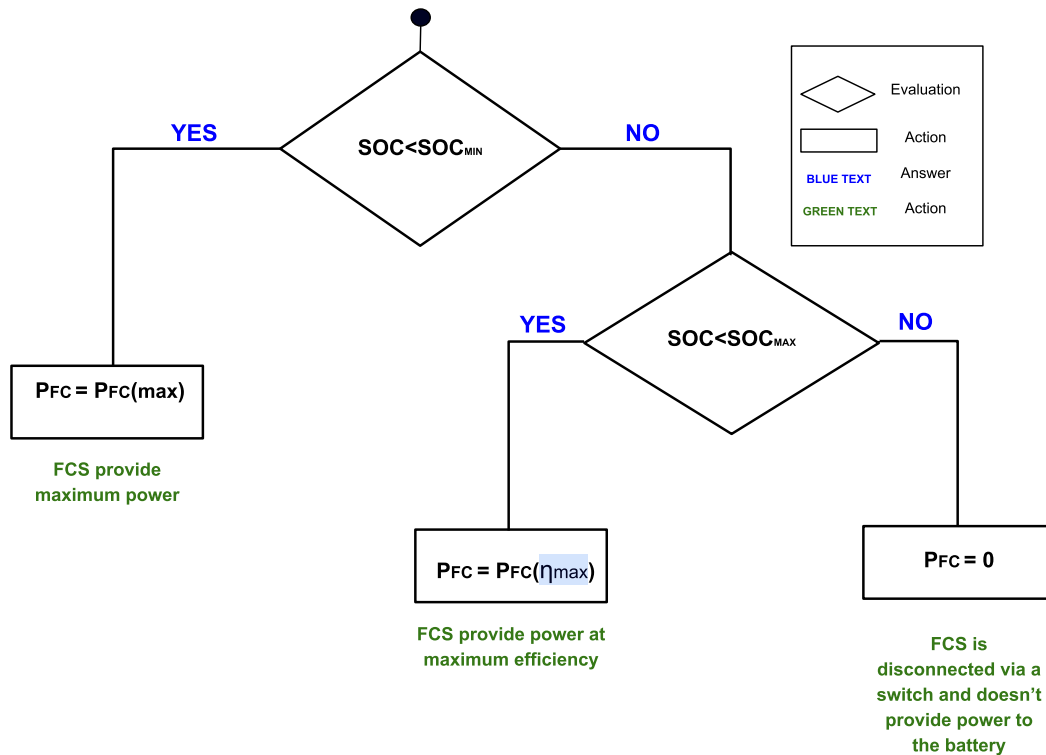 YES
SOC<SOCMIN
NO
Evaluation
Action
BLUE TEXT Answer
GREEN TEXT Action
YES
SOC<SOCMAX
NO
PFC = PFC(max)
FCS provide
maximum power
PFC = PFC(ηmax)
FCS provide power at
maximum efficiency
PFC = 0
FCS is
disconnected via a
switch and doesn’t
provide power to
the battery